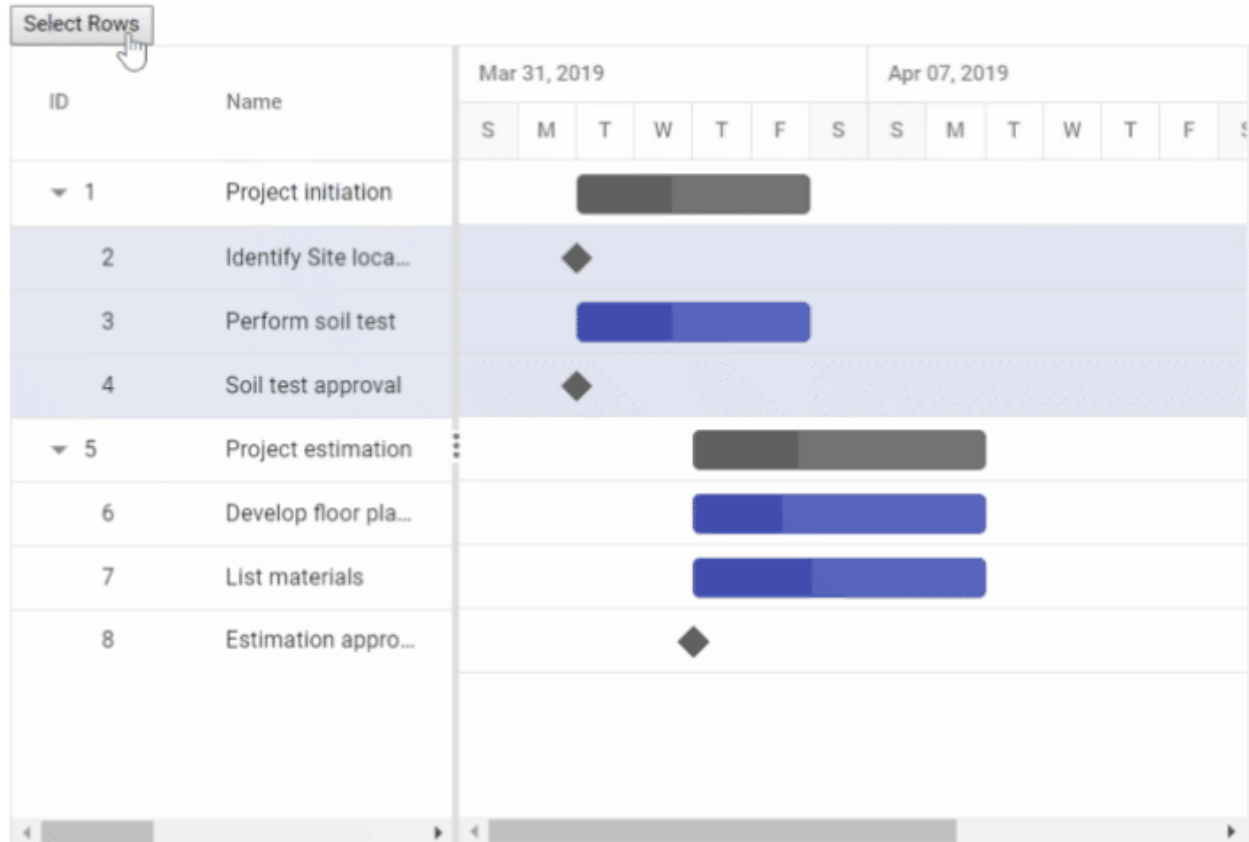 Select Rows
ID Name
Mar 31, 2019 Apr 07, 2019
S M T W T F S S M T W T F S
1 Project initiation
2 Identify Site loca...
3 Perform soil test
4 Soil test approval
5 Project estimation
6 Develop floor pla...
7 List materials
8 Estimation appro...